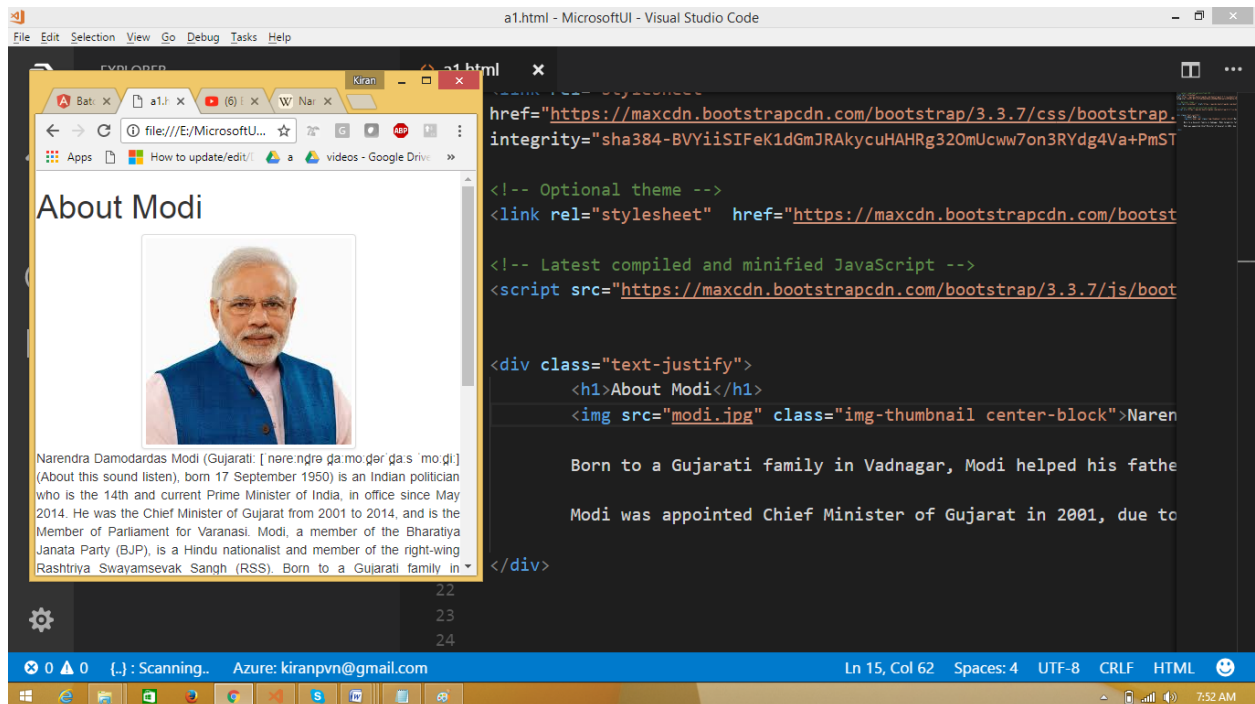 a1.html - MicrosoftUI - Visual Studio Code
File Edit Selection View Go Debug Tasks Help
EXPLORER
a1.html
Kiran
Bat
a1.h
(6)
W Nar
file:///E:/MicrosoftU...
ABP
Apps
How to update/edit/
a
videos - Google Drive
»
About Modi
Narendra Damodardas Modi (Gujarati:
(About this sound listen), born 17 September 1950) is an Indian politician
who is the 14th and current Prime Minister of India, in office since May
2014. He was the Chief Minister of Gujarat from 2001 to 2014, and is the
Member of Parliament for Varanasi. Modi, a member of the Bharatiya
Janata Party (BJP), is a Hindu nationalist and member of the right-wing
Rashtriya Swayamsevak Sangh (RSS). Born to a Gujarati family in
href="https://maxcdn.bootstrapcdn.com/bootstrap/3.3.7/css/bootstrap.
integrity="sha384-BVYiiSIFeK1dGmJRAkycuHAHRg32OmUcww7on3RYdg4Va+PmST
<!-- Optional theme -->
<link rel="stylesheet" href="https://maxcdn.bootstrapcdn.com/bootst
<!-- Latest compiled and minified JavaScript -->
<script src="https://maxcdn.bootstrapcdn.com/bootstrap/3.3.7/js/boot
<div class="text-justify">
<h1>About Modi</h1>
<img src="modi.jpg" class="img-thumbnail center-block">Naren
Born to a Gujarati family in Vadnagar, Modi helped his fathe
Modi was appointed Chief Minister of Gujarat in 2001, due to
</div>
22
23
24
0 0 {..} : Scanning.. Azure: kiranpvn@gmail.com Ln 15, Col 62 Spaces: 4 UTF-8 CRLF HTML
7:52 AM